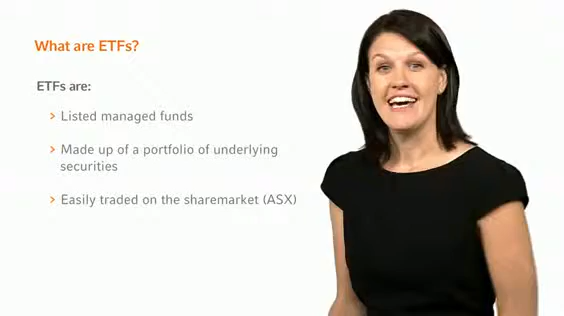 What are ETFs?
ETFs are:
> Listed managed funds
> Made up of a portfolio of underlying
securities
> Easily traded on the sharemarket (ASX)